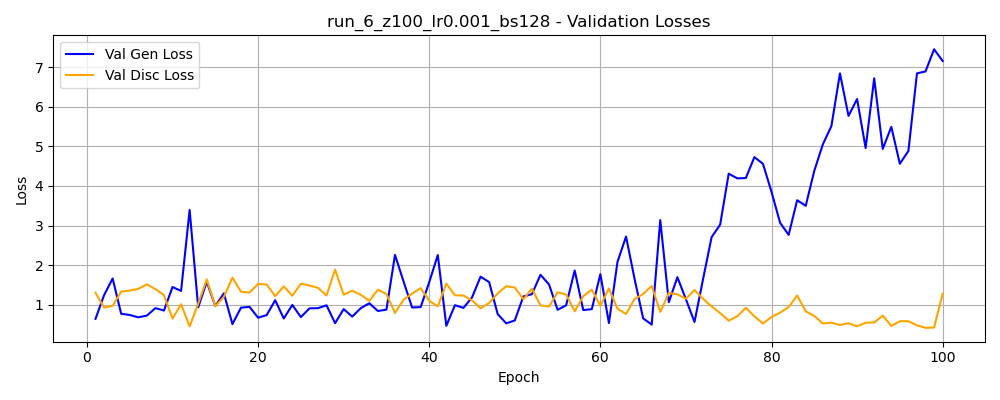 run_6_z100_lr0.001_bs128 - Validation Losses
Val Gen Loss
Val Disc Loss
7
6
5
4
3
2
1
Loss
0 20 40 60 80 100
Epoch